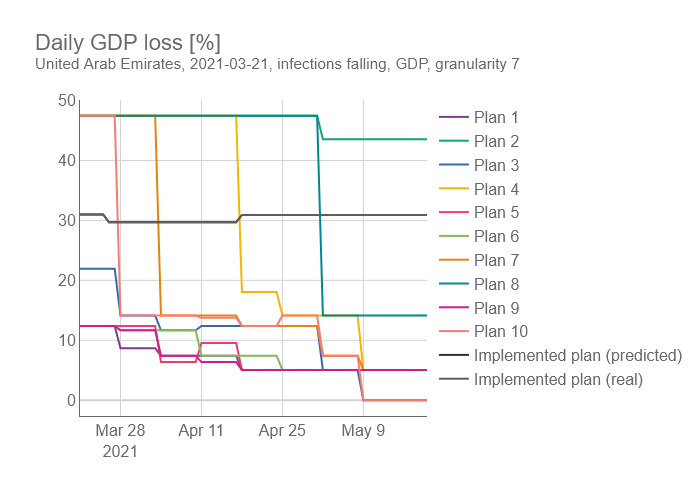 Daily GDP loss [%]
United Arab Emirates, 2021-03-21, infections falling, GDP, granularity 7
50
40
30
20
10
0
Mar 28
2021
Apr 11
Apr 25
May 9
Plan 1
Plan 2
Plan 3
Plan 4
Plan 5
Plan 6
Plan 7
Plan 8
Plan 9
Plan 10
Implemented plan (predicted)
Implemented plan (real)